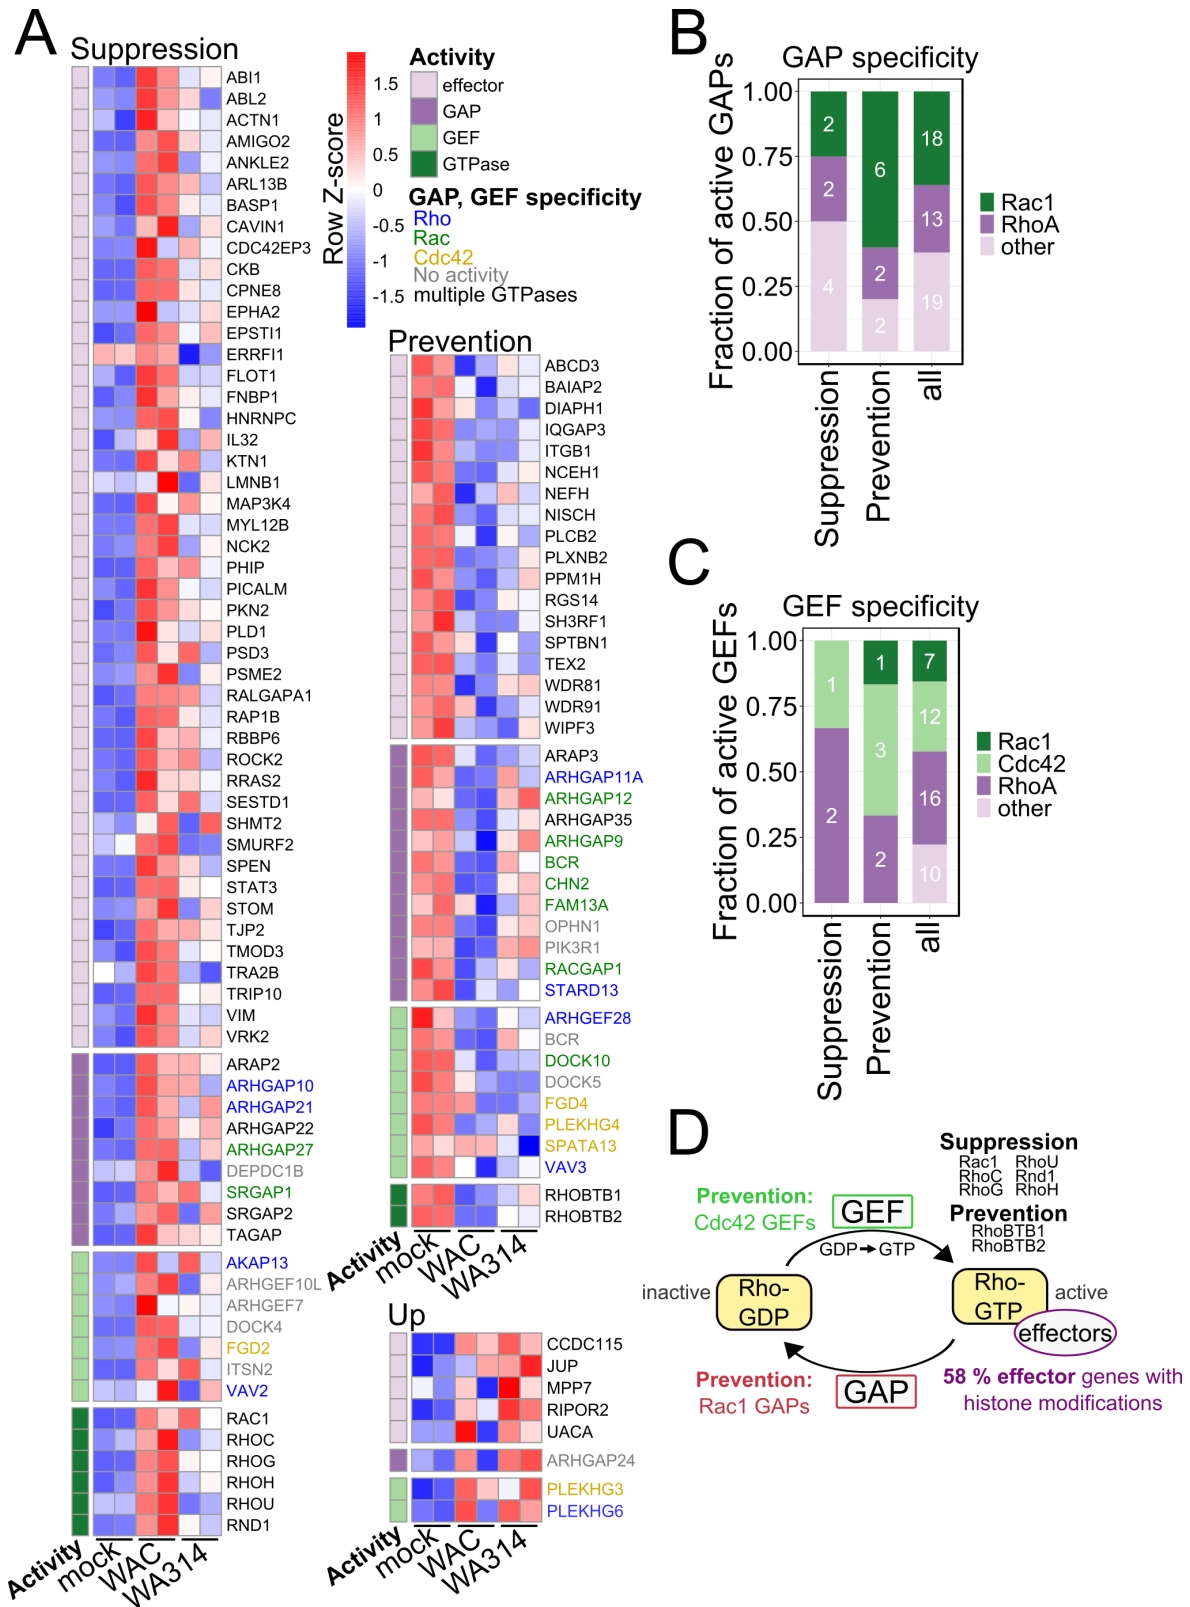 A
Suppression
ABI1
ABL2
ACTN1
AMIGO2
ANKLE2
ARL13B
BASP1
CAVIN1
CDC42EP3
CKB
CPNE8
EPHA2
EPSTI1
ERRFI1
FLOT1
FNBP1
HNRNPC
IL32
KTN1
LMNB1
MAP3K4
MYL12B
NCK2
PHIP
PICALM
PKN2
PLD1
PSD3
PSME2
RALGAPA1
RAP1B
RBBP6
ROCK2
RRAS2
SESTD1
SHMT2
SMURF2
SPEN
STAT3
STOM
TJP2
TMOD3
TRA2B
TRIP10
VIM
VRK2
ARAP2
ARHGAP10
ARHGAP21
ARHGAP22
ARHGAP27
DEPDC1B
SRGAP1
SRGAP2
TAGAP
AKAP13
ARHGEF10L
ARHGEF7
DOCK4
FGD2
ITSN2
VAV2
RAC1
RHOC
RHOG
RHOH
RHOU
RND1
Activity
mock
WAC
WA314
Row Z-score
1.5
1
0.5
0
-0.5
-1
-1.5
Activity
effector
GAP
GEF
GTPase
GAP, GEF specificity
Rho
Rac
Cdc42
No activity
multiple GTPases
Prevention
ABCD3
BAIAP2
DIAPH1
IQGAP3
ITGB1
NCEH1
NEFH
NISCH
PLCB2
PLXNB2
PPM1H
RGS14
SH3RF1
SPTBN1
TEX2
WDR81
WDR91
WIPF3
ARAP3
ARHGAP11A
ARHGAP12
ARHGAP35
ARHGAP9
BCR
CHN2
FAM13A
OPHN1
PIK3R1
RACGAP1
STARD13
ARHGEF28
BCR
DOCK10
DOCK5
FGD4
PLEKHG4
SPATA13
VAV3
RHOBTB1
RHOBTB2
Activity
mock
WAC
WA314
Up
CCDC115
JUP
MPP7
RIPOR2
UACA
ARHGAP24
PLEKHG3
PLEKHG6
Activity
mock
WAC
WA314
B
GAP specificity
Fraction of active GAPs
1.00
0.75
0.50
0.25
0.00
2
2
4
6
2
2
18
13
19
Suppression
Prevention
all
Rac1
RhoA
other
C
GEF specificity
Fraction of active GEFs
1.00
0.75
0.50
0.25
0.00
1
2
1
3
2
7
12
16
10
Suppression
Prevention
all
Rac1
Cdc42
RhoA
other
D
Suppression
Rac1 RhoU
RhoC Rnd1
RhoG RhoH
Prevention
RhoBTB1
RhoBTB2
Prevention:
Cdc42 GEFs
GEF
GDP → GTP
inactive
Rho-
GDP
Rho-
GTP
active
effectors
Prevention:
Rac1 GAPs
GAP
58 % effector genes with
histone modifications